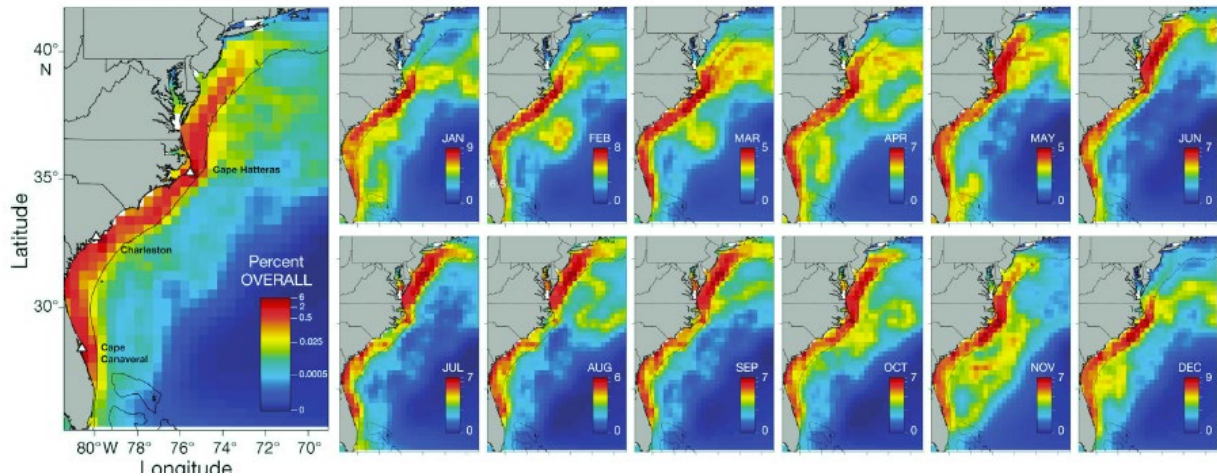 40°
N
35°
30°
Latitude
80°W
78°
76°
72°
70°
Longitude
Cape Hatteras
Charleston
Cape
Canaveral
Percent
OVERALL
6
2
0.5
0.025
0.0005
0
JAN
9
0
FEB
8
0
6.5
MAR
5
0
APR
7
0
MAY
5
0
JUN
7
0
JUL
7
0
AUG
6
0
SEP
7
0
OCT
7
0
NOV
7
0
DEC
9
0